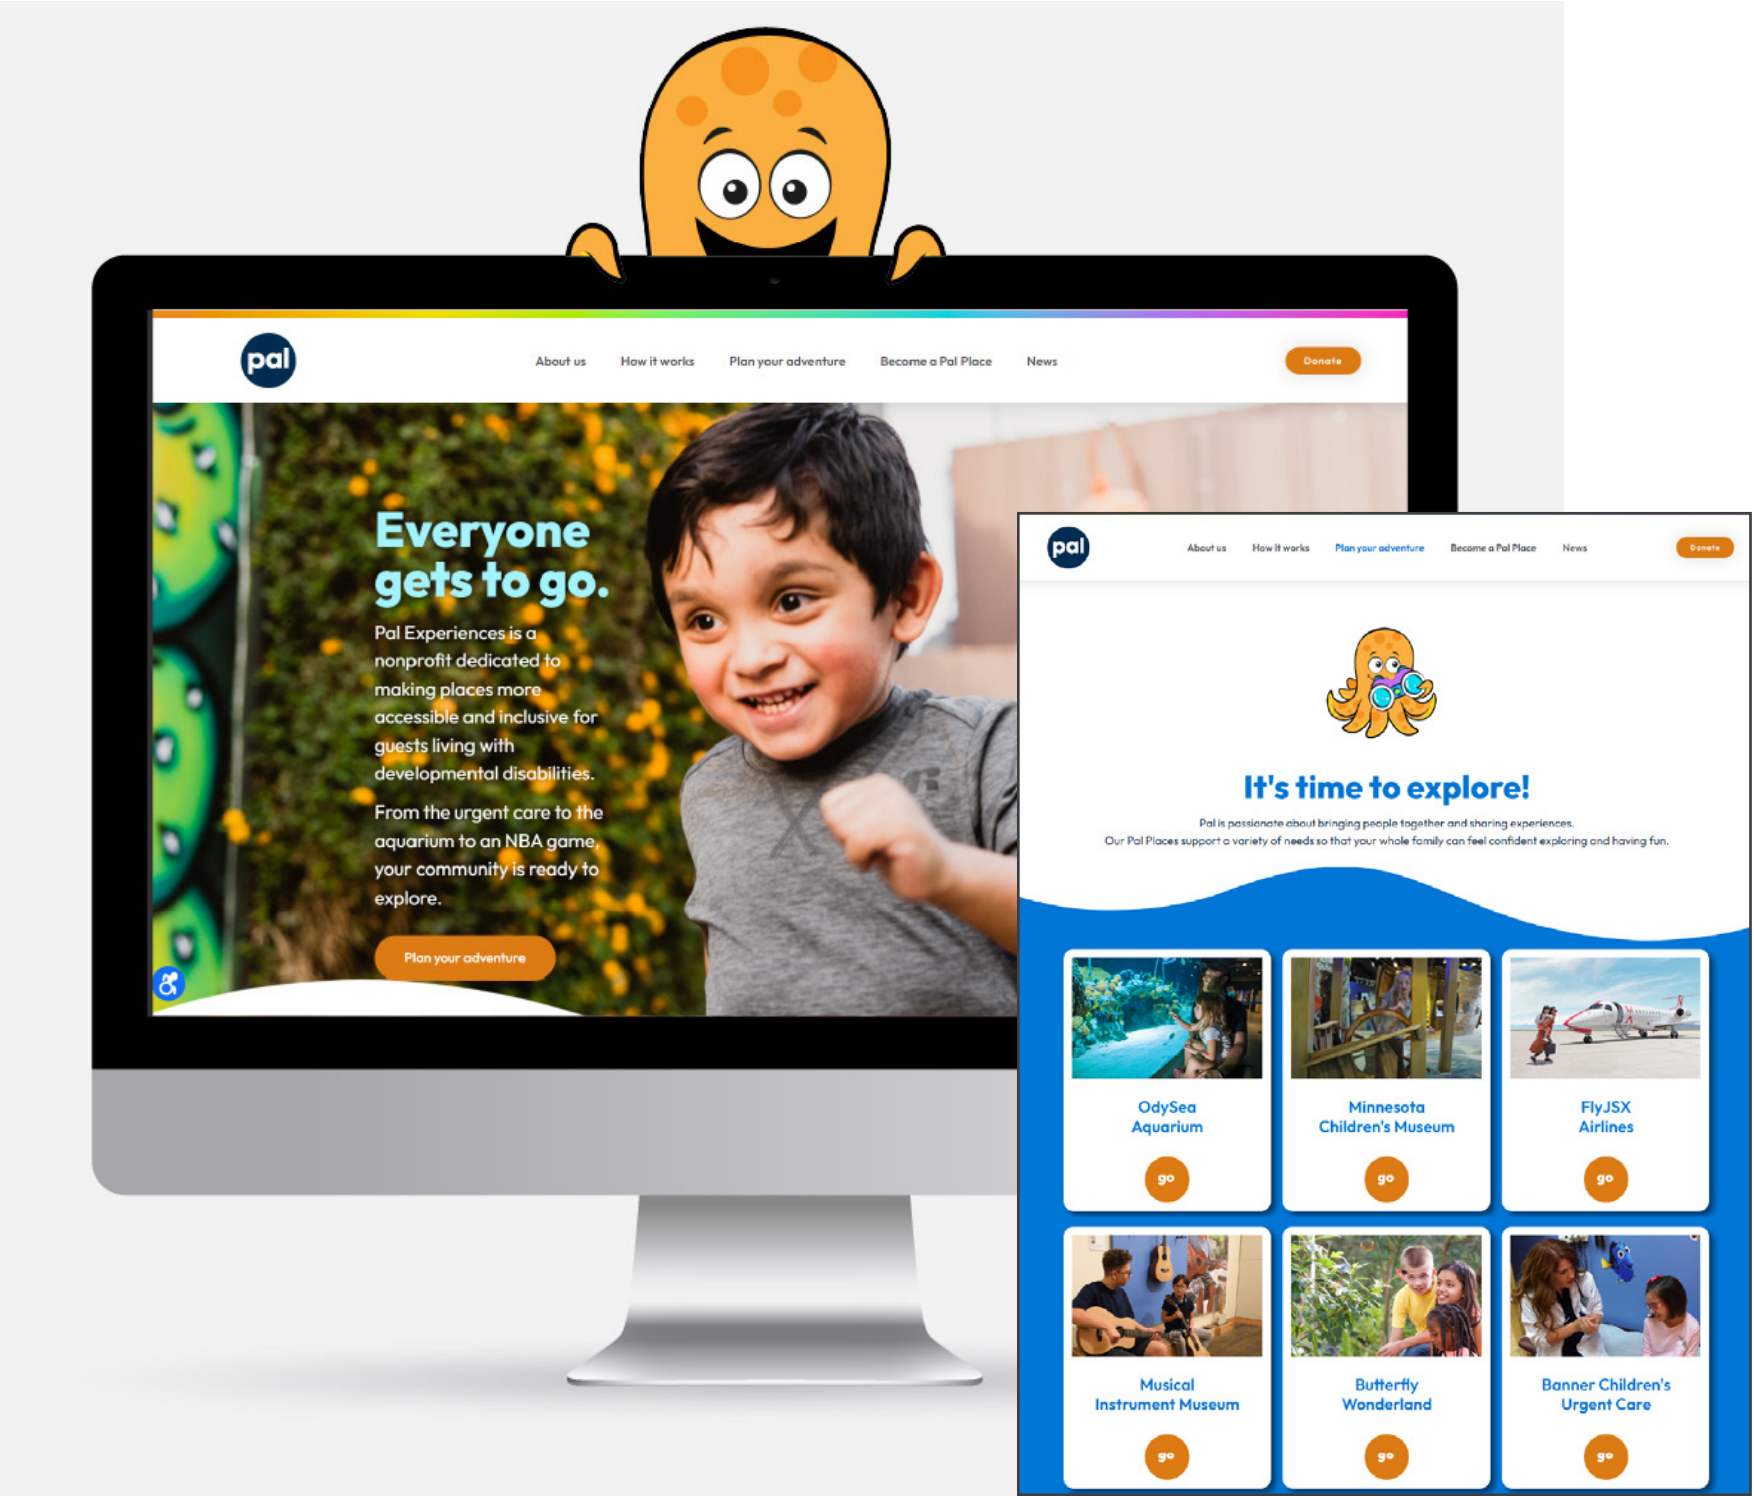 pal
About us
How it works
Plan your adventure
Become a Pal Place
News
Donate
Everyone
gets to go.
Pal Experiences is a
nonprofit dedicated to
making places more
accessible and inclusive for
guests living with
developmental disabilities.
From the urgent care to the
aquarium to an NBA game,
your community is ready to
explore.
Plan your adventure
pal
About us
How it works
Plan your adventure
Become a Pal Place
News
Donate
It's time to explore!
Pal is passionate about bringing people together and sharing experiences.
Our Pal Places support a variety of needs so that your whole family can feel confident exploring and having fun.
OdySea
Aquarium
go
Minnesota
Children's Museum
go
FlyJSX
Airlines
go
Musical
Instrument Museum
go
Butterfly
Wonderland
go
Banner Children's
Urgent Care
go